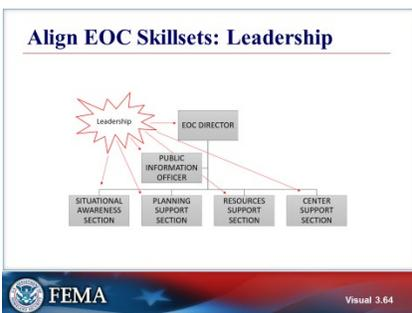 Align EOC Skillsets: Leadership
Leadership
EOC DIRECTOR
PUBLIC
INFORMATION
OFFICER
SITUATIONAL
AWARENESS
SECTION
PLANNING
SUPPORT
SECTION
RESOURCES
SUPPORT
SECTION
CENTER
SUPPORT
SECTION
FEMA
Visual 3.64